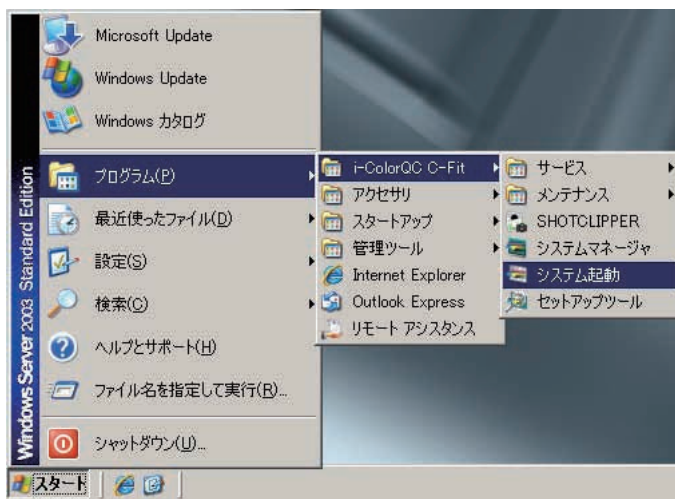 Microsoft Update
Windows Update
Windows カタログ
プログラム(P)
最近使ったファイル(D)
設定(S)
検索(C)
ヘルプとサポート(H)
ファイル名を指定して実行(R)...
シャットダウン(U)...
Windows Server 2003 Standard Edition
i-ColorQC C-Fit
アクセサリ
スタートアップ
管理ツール
Internet Explorer
Outlook Express
リモート アシスタンス
サービス
メンテナンス
SHOTCLIPPER
システムマネージャ
システム起動
セットアップツール
スタート